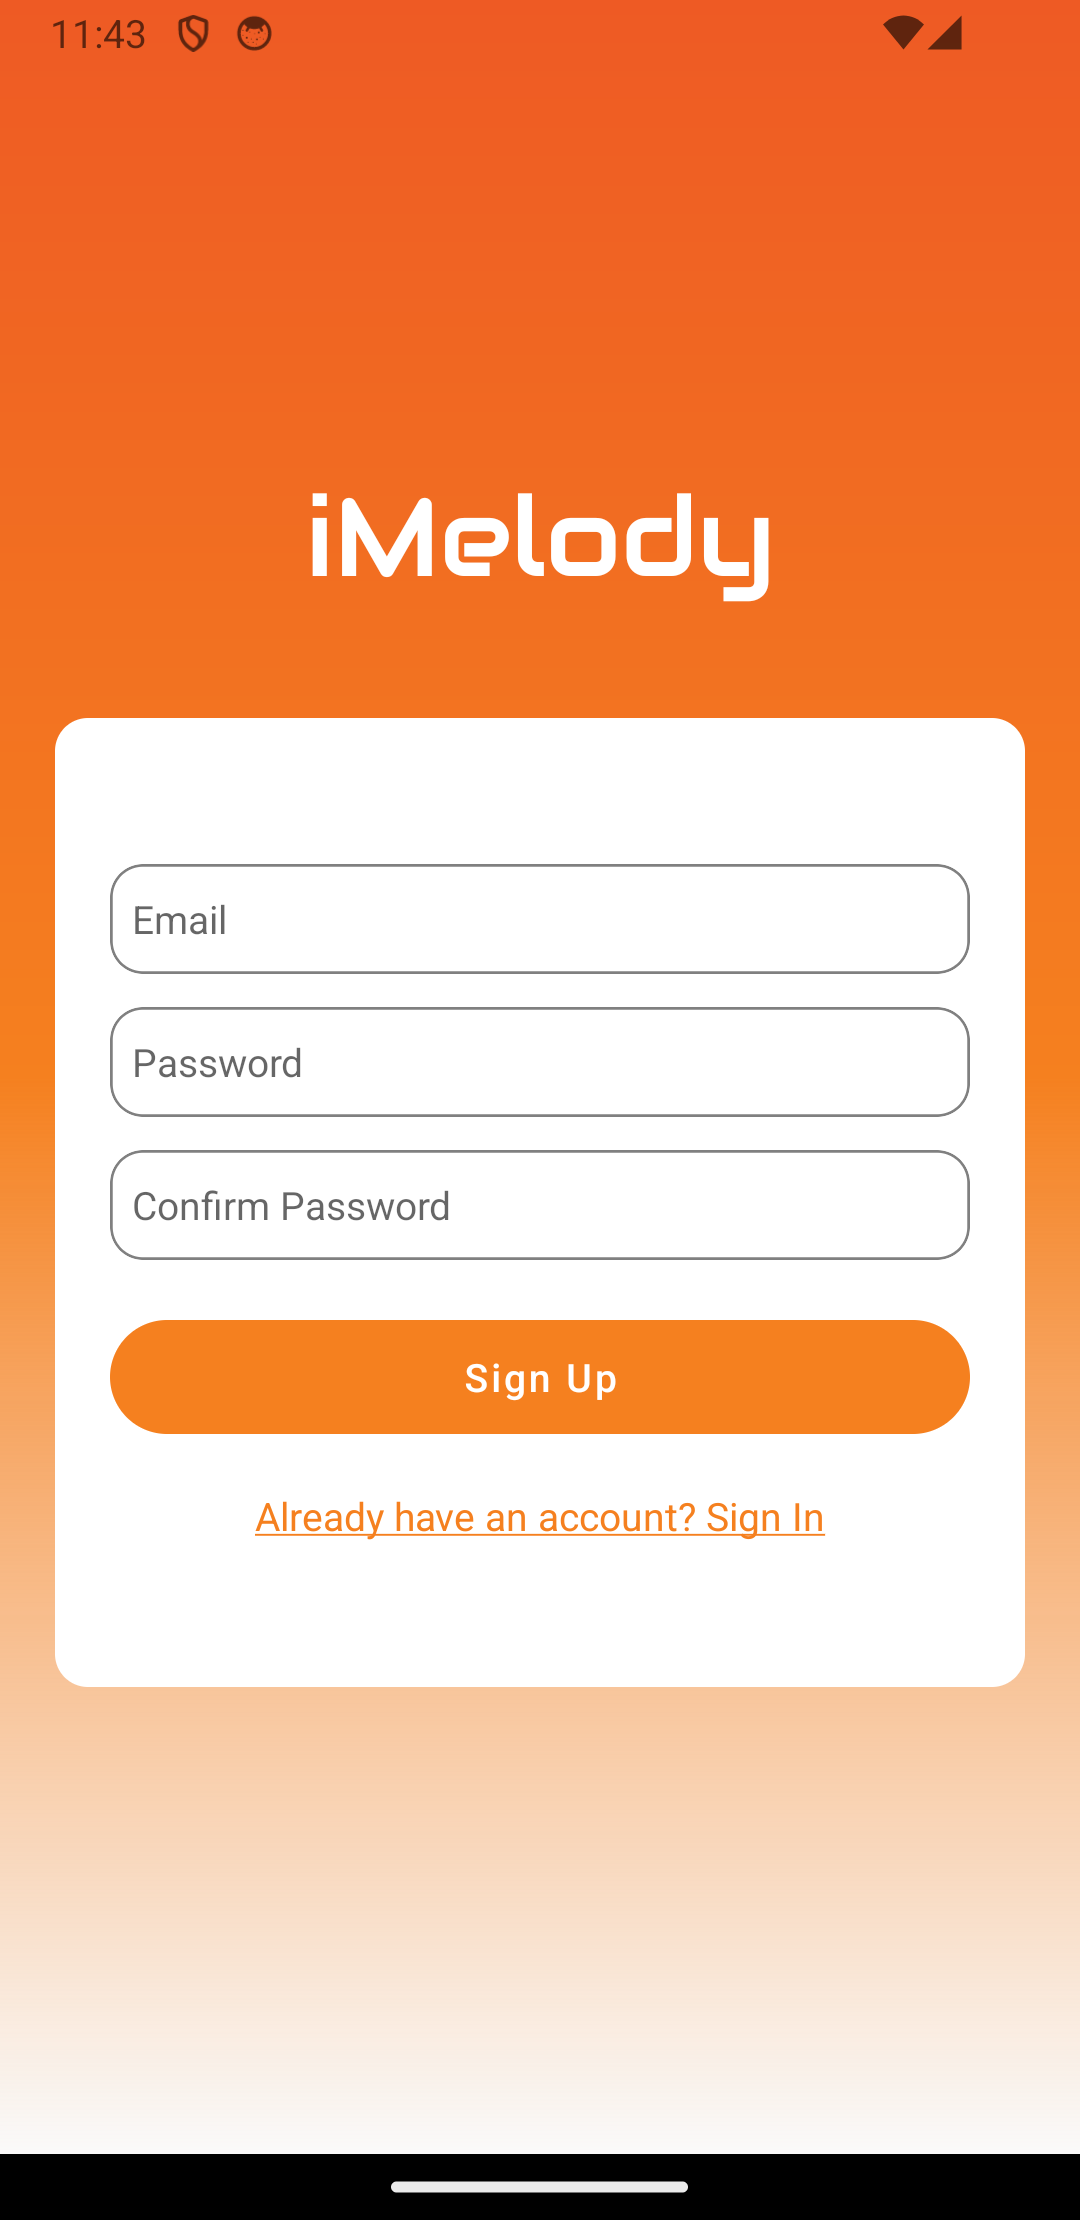 11:43
iMelody
Email
Password
Confirm Password
Sign Up
Already have an account? Sign In